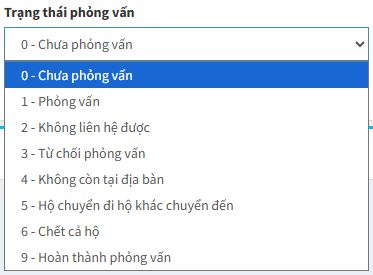 Trạng thái phỏng vấn
0 - Chưa phỏng vấn
0 - Chưa phỏng vấn
1 - Phỏng vấn
2 - Không liên hệ được
3 - Từ chối phỏng vấn
4 - Không còn tại địa bàn
5 - Hộ chuyển đi hộ khác chuyển đến
6 - Chết cả hộ
9 - Hoàn thành phỏng vấn